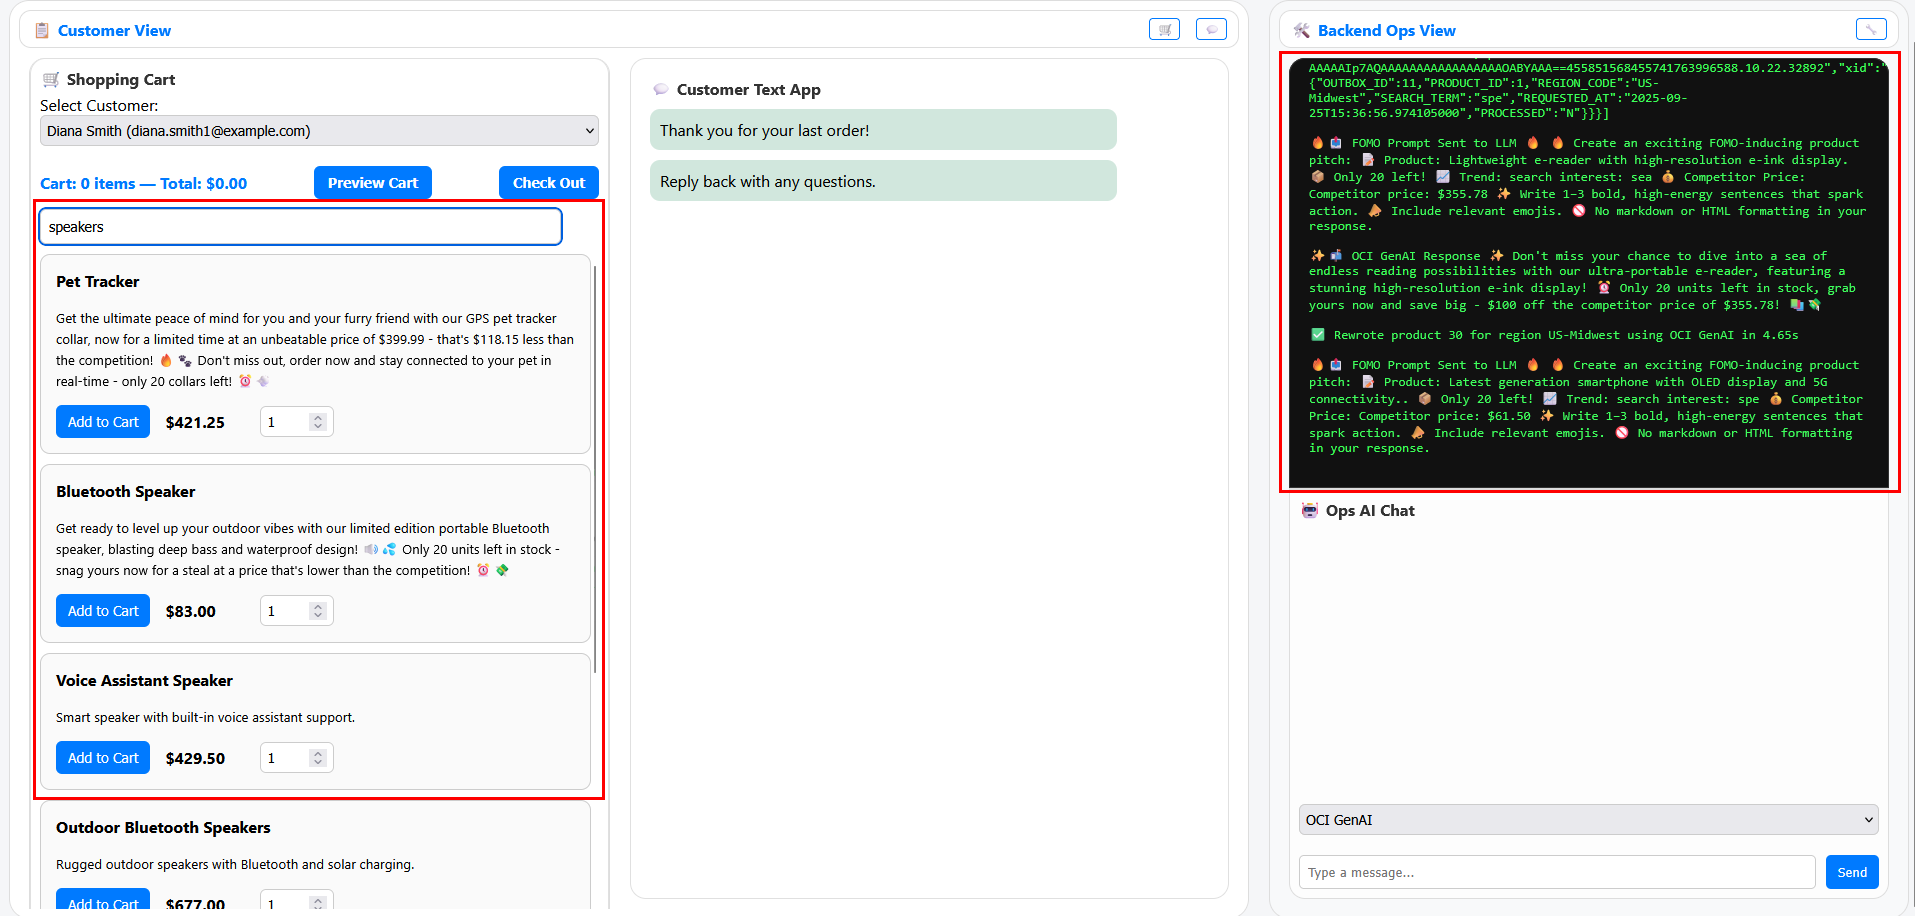 Customer View
Shopping Cart
Select Customer:
Diana Smith (diana.smith1@example.com)
Cart: 0 items — Total: $0.00
Preview Cart
Check Out
speakers
Pet Tracker
Get the ultimate peace of mind for you and your furry friend with our GPS pet tracker
collar, now for a limited time at an unbeatable price of $399.99 - that's $118.15 less than
the competition! 🔥 🐾 Don't miss out, order now and stay connected to your pet in
real-time - only 20 collars left! ⏰
Add to Cart
$421.25
1
Bluetooth Speaker
Get ready to level up your outdoor vibes with our limited edition portable Bluetooth
speaker, blasting deep bass and waterproof design! 🔊 💦 Only 20 units left in stock -
snag yours now for a steal at a price that's lower than the competition! ⏰ 💸
Add to Cart
$83.00
1
Voice Assistant Speaker
Smart speaker with built-in voice assistant support.
Add to Cart
$429.50
1
Outdoor Bluetooth Speakers
Rugged outdoor speakers with Bluetooth and solar charging.
Add to Cart
$677.00
1
Customer Text App
Thank you for your last order!
Reply back with any questions.
Backend Ops View
AAAAAIp7AQAAAAAAAAAAAAAAAAAOABYAAA==455851568455741763996588.10.22.32892","xid":"
{"OUTBOX_ID":11,"PRODUCT_ID":1,"REGION_CODE":"US-
Midwest","SEARCH_TERM":"spe","REQUESTED_AT":"2025-09-
25T15:36:56.974105000","PROCESSED":"N"}}}]
🔥 📩 FOMO Prompt Sent to LLM 🔥 🔥 Create an exciting FOMO-inducing product
pitch: 📝 Product: Lightweight e-reader with high-resolution e-ink display.
📦 Only 20 left! 📈 Trend: search interest: sea 💰 Competitor Price:
Competitor price: $355.78 ✨ Write 1–3 bold, high-energy sentences that spark
action. 📣 Include relevant emojis. 🚫 No markdown or HTML formatting in your
response.
✨ 📬 OCI GenAI Response ✨ Don't miss your chance to dive into a sea of
endless reading possibilities with our ultra-portable e-reader, featuring a
stunning high-resolution e-ink display! ⏰ Only 20 units left in stock, grab
yours now and save big - $100 off the competitor price of $355.78! 📚 💸
✅ Rewrote product 30 for region US-Midwest using OCI GenAI in 4.65s
🔥 📩 FOMO Prompt Sent to LLM 🔥 🔥 Create an exciting FOMO-inducing product
pitch: 📝 Product: Latest generation smartphone with OLED display and 5G
connectivity.. 📦 Only 20 left! 📈 Trend: search interest: spe 💰 Competitor
Price: Competitor price: $61.50 ✨ Write 1–3 bold, high-energy sentences that
spark action. 📣 Include relevant emojis. 🚫 No markdown or HTML formatting
in your response.
Ops AI Chat
OCI GenAI
Type a message...
Send